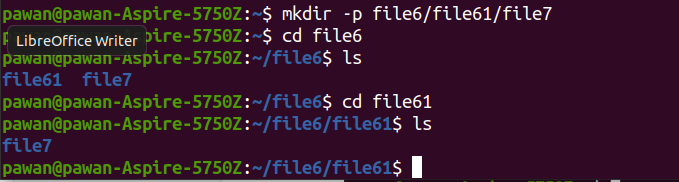 pawan@pawan-Aspire-5750Z:~$ mkdir -p file6/file61/file7
pawan@pawan-Aspire-5750Z:~$ cd file6
LibreOffice Writer
-Aspire-5750Z:~/file6$ ls
file61  file7
pawan@pawan-Aspire-5750Z:~/file6$ cd file61
pawan@pawan-Aspire-5750Z:~/file6/file61$ ls
file7
pawan@pawan-Aspire-5750Z:~/file6/file61$